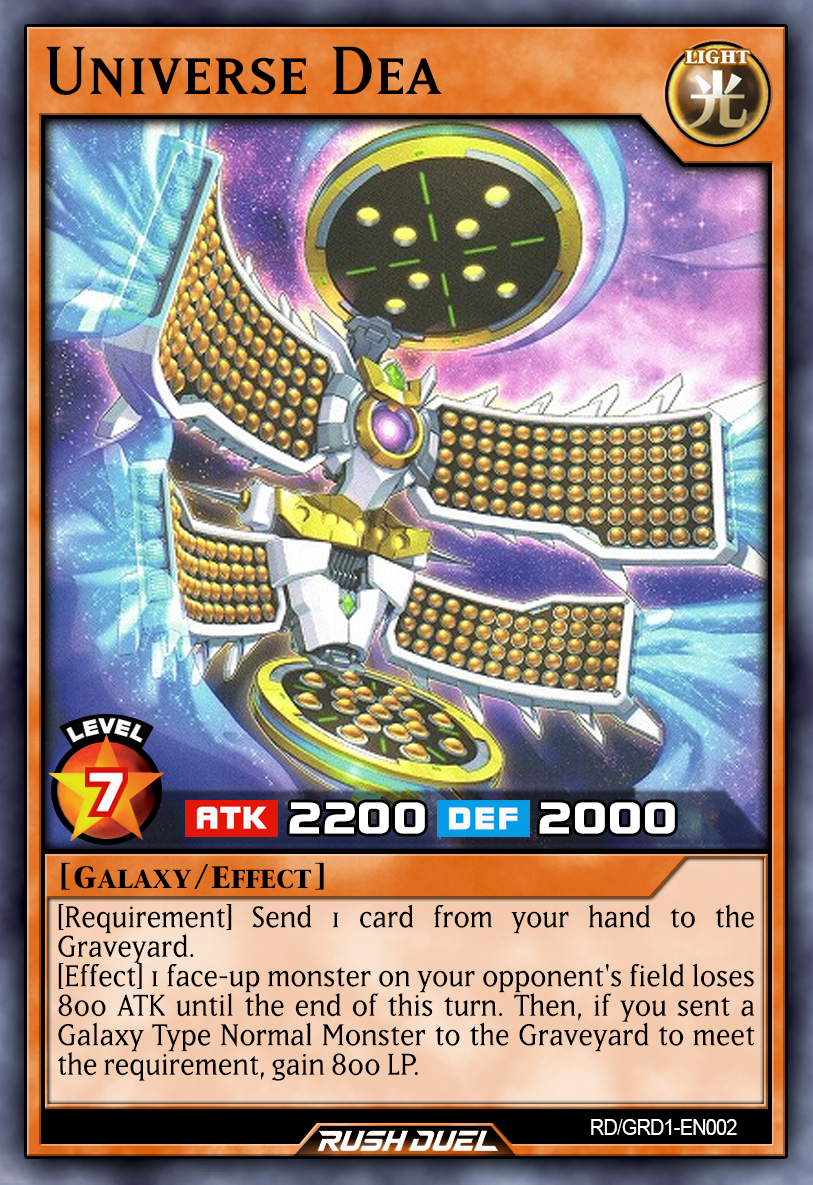 Universe Dea
LIGHT
光
LEVEL
7
ATK 2200 DEF 2000
[Galaxy/Effect]
[Requirement] Send 1 card from your hand to the
Graveyard.
[Effect] 1 face-up monster on your opponent's field loses
800 ATK until the end of this turn. Then, if you sent a
Galaxy Type Normal Monster to the Graveyard to meet
the requirement, gain 800 LP.
RD/GRD1-EN002
RUSH DUEL